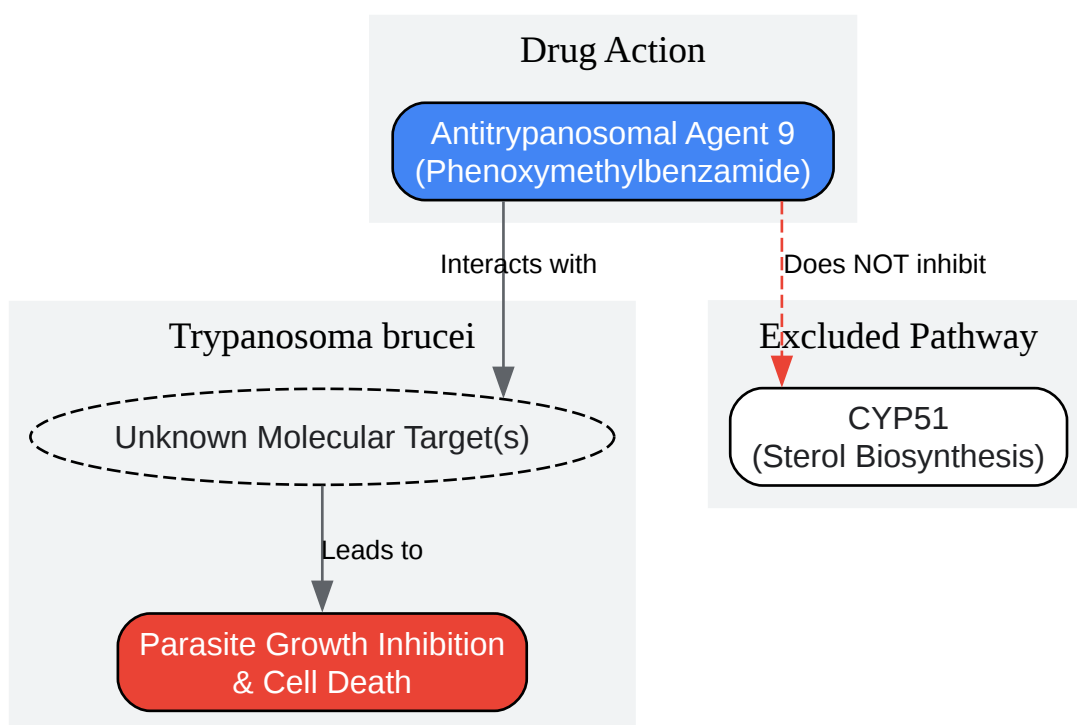 Drug Action
Antitrypanosomal Agent 9
(Phenoxymethylbenzamide)
Interacts with
Does NOT inhibit
Trypanosoma brucei
Excluded Pathway
Unknown Molecular Target(s)
CYP51
(Sterol Biosynthesis)
Leads to
Parasite Growth Inhibition
& Cell Death